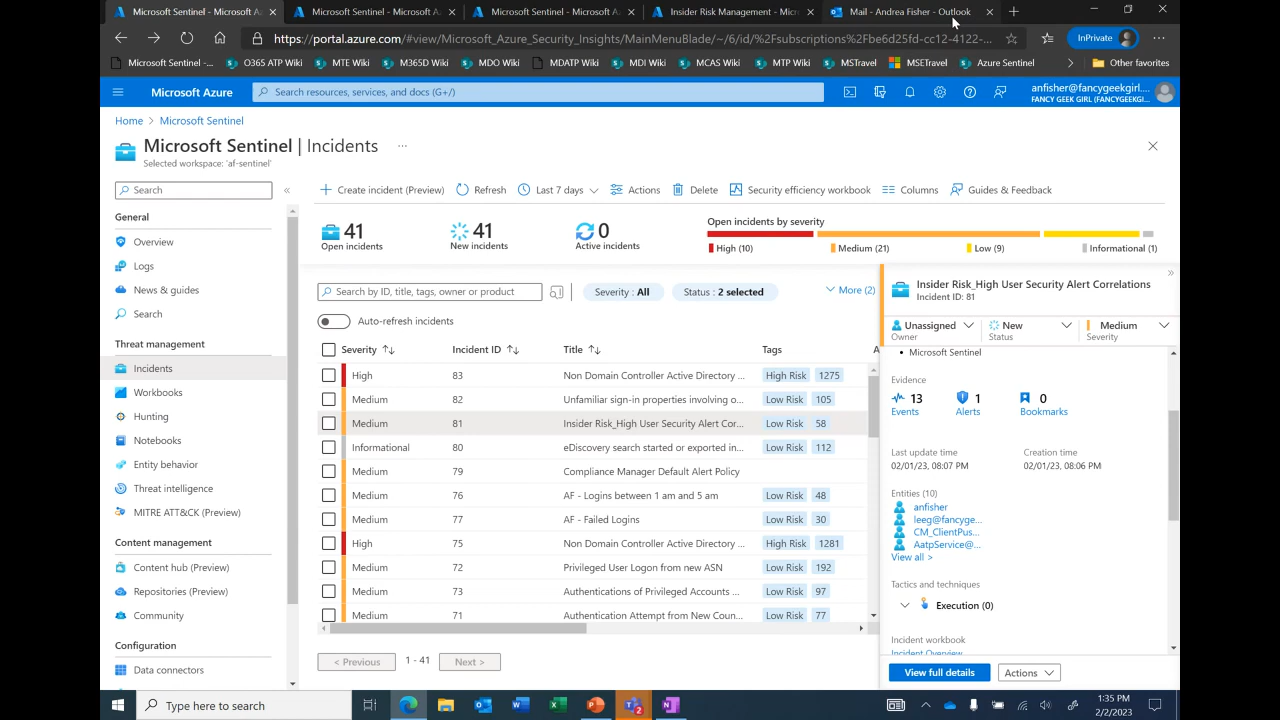 Microsoft Sentinel - Microsoft Az
Microsoft Sentinel - Microsoft Az
Microsoft Sentinel - Microsoft Az
Insider Risk Management - Micro
Mail - Andrea Fisher - Outlook
https://portal.azure.com/#view/Microsoft_Azure_Security_Insights/MainMenuBlade/~/6/id/%2Fsubscriptions%2Fbe6d25fd-cc12-4122-...
InPrivate
Microsoft Sentinel -...
O365 ATP Wiki
MTE Wiki
M365D Wiki
MDO Wiki
MDATP Wiki
MDI Wiki
MCAS Wiki
MTP Wiki
MSTravel
MSETravel
Azure Sentinel
Other favorites
Microsoft Azure
Search resources, services, and docs (G+/)
anfisher@fancygeekgirl....
FANCY GEEK GIRL (FANCYGEEKGI...
Home > Microsoft Sentinel
Microsoft Sentinel | Incidents ...
Selected workspace: 'af-sentinel'
Search
«
General
Overview
Logs
News & guides
Search
Threat management
Incidents
Workbooks
Hunting
Notebooks
Entity behavior
Threat intelligence
MITRE ATT&CK (Preview)
Content management
Content hub (Preview)
Repositories (Preview)
Community
Configuration
Data connectors
Create incident (Preview)
Refresh
Last 7 days
Actions
Delete
Security efficiency workbook
Columns
Guides & Feedback
41
Open incidents
41
New incidents
0
Active incidents
Open incidents by severity
High (10)
Medium (21)
Low (9)
Informational (1)
Search by ID, title, tags, owner or product
Severity : All
Status : 2 selected
More (2)
Auto-refresh incidents
Severity Incident ID Title Tags A
High 83 Non Domain Controller Active Directory ... High Risk 1275
Medium 82 Unfamiliar sign-in properties involving o... Low Risk 105
Medium 81 Insider Risk_High User Security Alert Cor... Low Risk 58
Informational 80 eDiscovery search started or exported in... Low Risk 112
Medium 79 Compliance Manager Default Alert Policy
Medium 76 AF - Logins between 1 am and 5 am Low Risk 48
Medium 77 AF - Failed Logins Low Risk 30
High 75 Non Domain Controller Active Directory ... High Risk 1281
Medium 72 Privileged User Logon from new ASN Low Risk 192
Medium 73 Authentications of Privileged Accounts ... Low Risk 97
Medium 71 Authentication Attempt from New Coun... Low Risk 77
< Previous
1 - 41
Next >
»
Insider Risk_High User Security Alert Correlations
Incident ID: 81
Unassigned
Owner
New
Status
Medium
Severity
• Microsoft Sentinel
Evidence
13
Events
1
Alerts
0
Bookmarks
Last update time
02/01/23, 08:07 PM
Creation time
02/01/23, 08:06 PM
Entities (10)
anfisher
leeg@fancyge...
CM_ClientPus...
AatpService@...
View all >
Tactics and techniques
Execution (0)
Incident workbook
Incident Overview
View full details
Actions
Type here to search
2
1:35 PM
2/2/2023